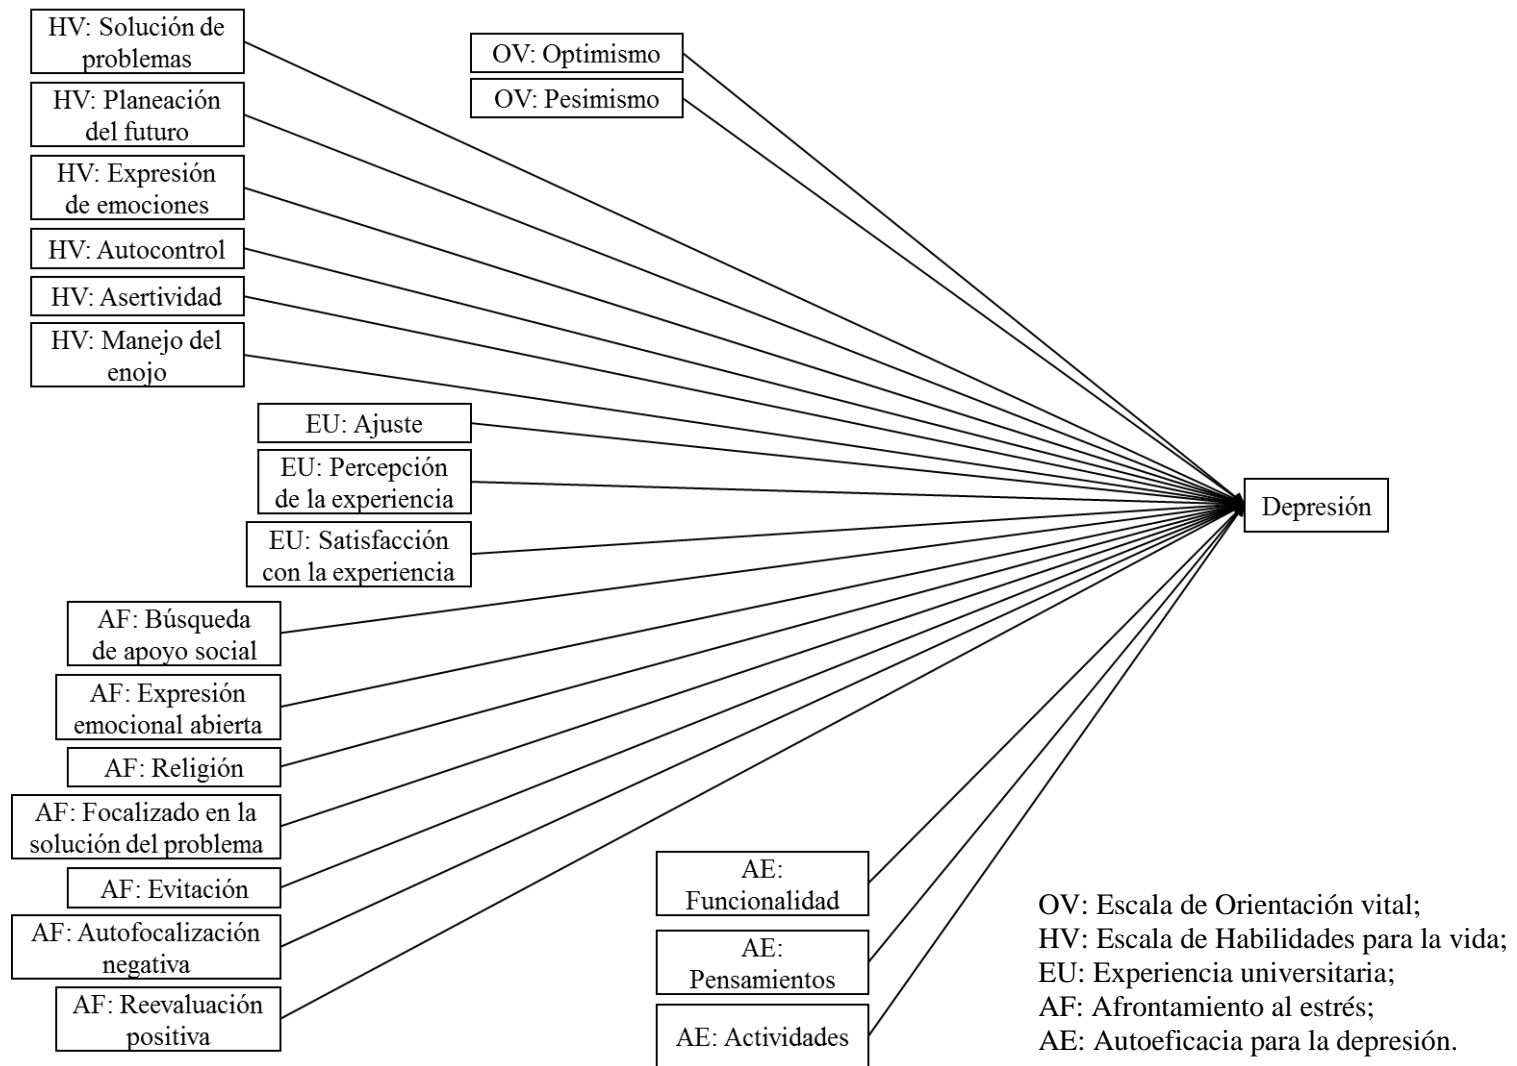 HV: Solución de
problemas
HV: Planeación
del futuro
HV: Expresión
de emociones
HV: Autocontrol
HV: Asertividad
HV: Manejo del
enojo
OV: Optimismo
OV: Pesimismo
EU: Ajuste
EU: Percepción
de la experiencia
EU: Satisfacción
con la experiencia
Depresión
AF: Búsqueda
de apoyo social
AF: Expresión
emocional abierta
AF: Religión
AF: Focalizado en la
solución del problema
AF: Evitación
AF: Autofocalización
negativa
AF: Reevaluación
positiva
AE:
Funcionalidad
AE:
Pensamientos
AE: Actividades
OV: Escala de Orientación vital;
HV: Escala de Habilidades para la vida;
EU: Experiencia universitaria;
AF: Afrontamiento al estrés;
AE: Autoeficacia para la depresión.